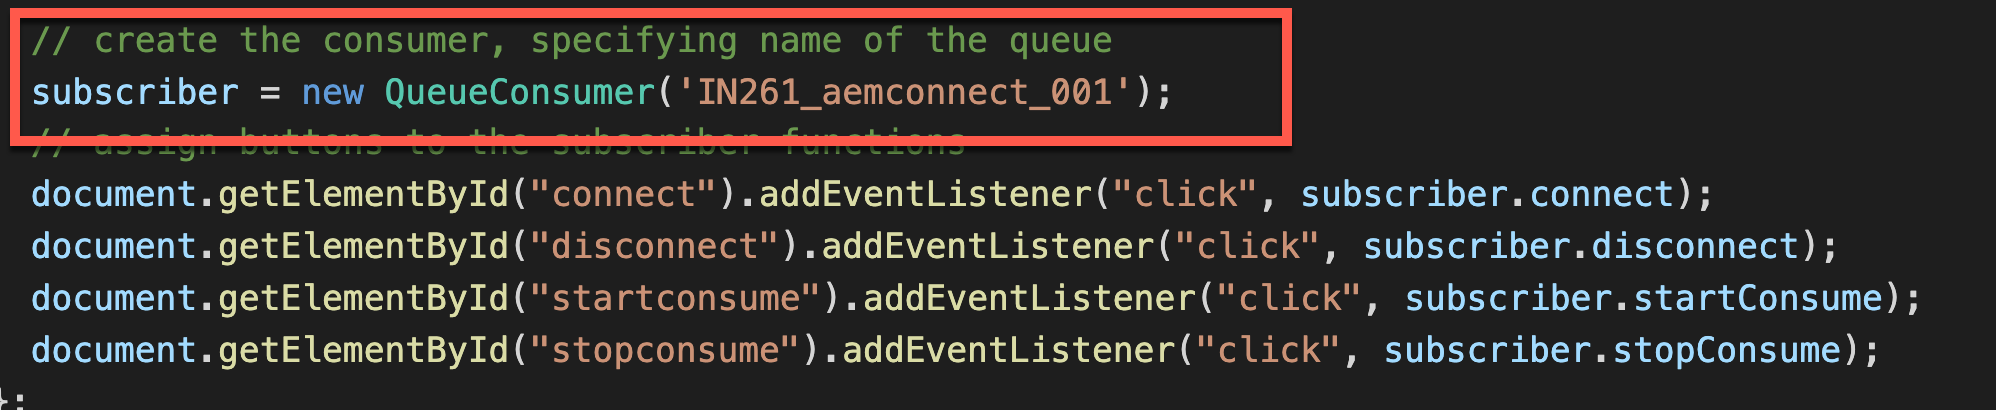 // create the consumer, specifying name of the queue
subscriber = new QueueConsumer('IN261_aemconnect_001');
// assign buttons to the subscriber functions
document.getElementById("connect").addEventListener("click", subscriber.connect);
document.getElementById("disconnect").addEventListener("click", subscriber.disconnect);
document.getElementById("startconsume").addEventListener("click", subscriber.startConsume);
document.getElementById("stopconsume").addEventListener("click", subscriber.stopConsume);
};